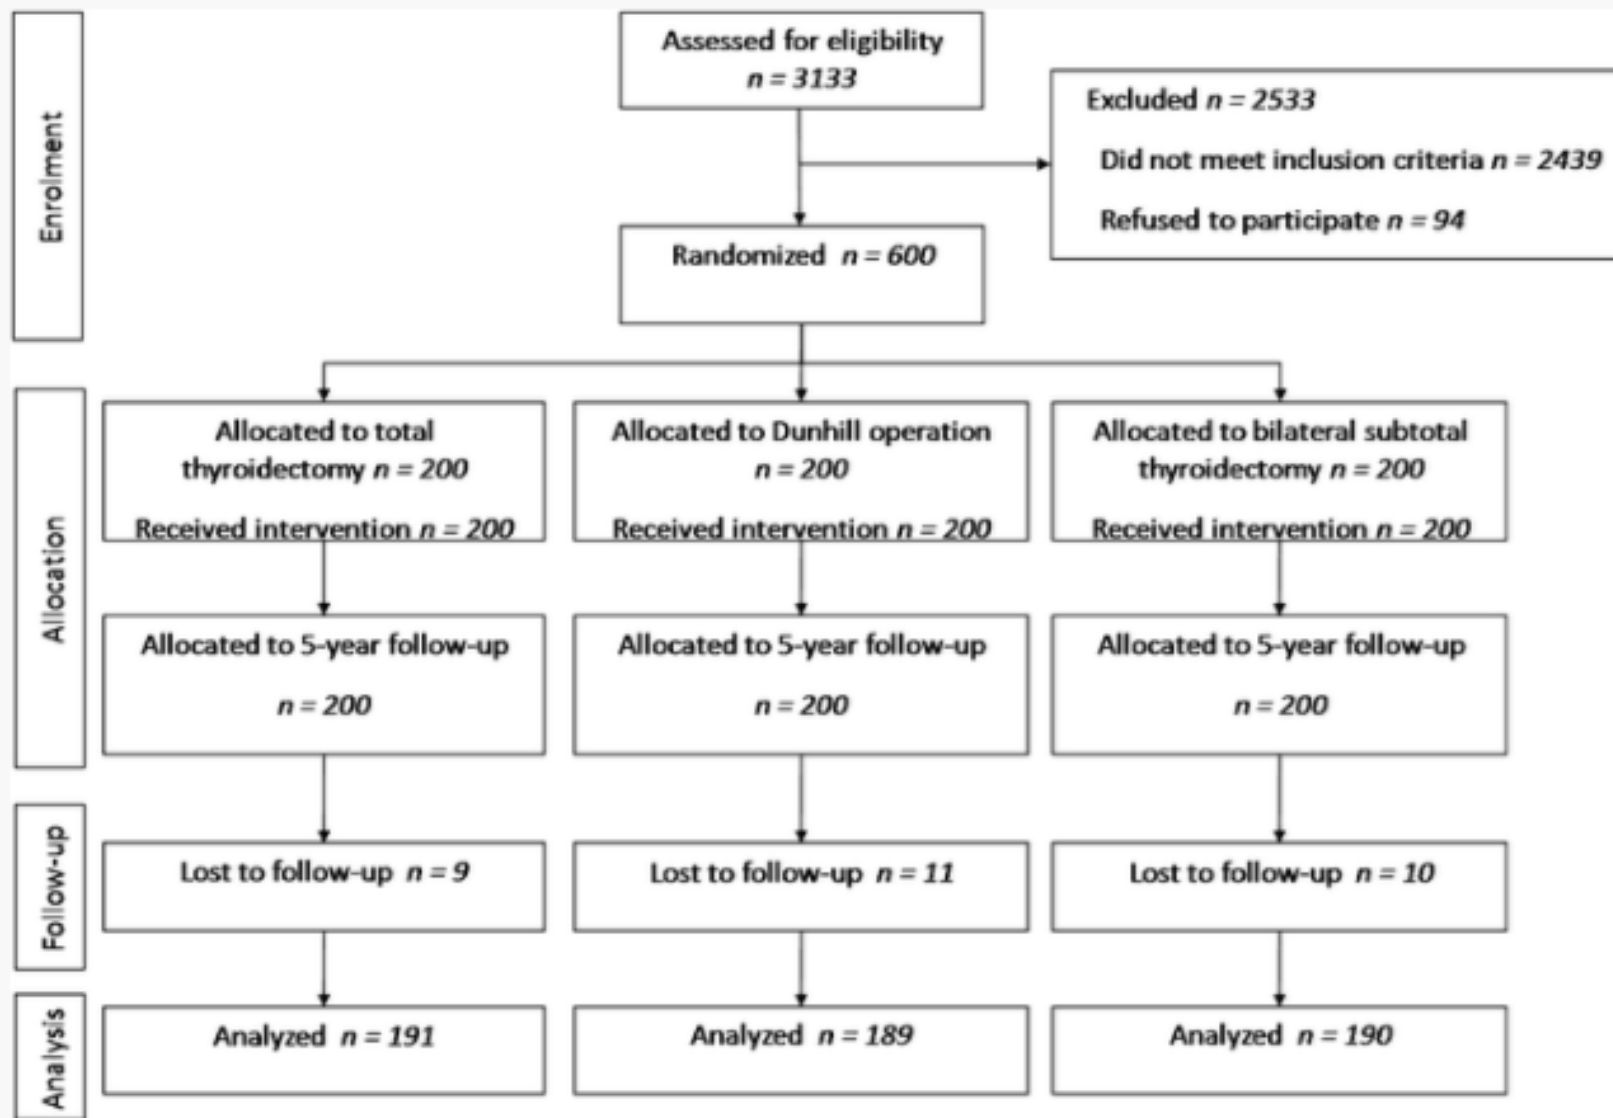 Enrolment
Assessed for eligibility
n = 3133
Excluded n = 2533
Did not meet inclusion criteria n = 2439
Refused to participate n = 94
Randomized n = 600
Allocation
Allocated to total
thyroidectomy n = 200
Received intervention n = 200
Allocated to Dunhill operation
n = 200
Received intervention n = 200
Allocated to bilateral subtotal
thyroidectomy n = 200
Received intervention n = 200
Allocated to 5-year follow-up
n = 200
Allocated to 5-year follow-up
n = 200
Allocated to 5-year follow-up
n = 200
Follow-up
Lost to follow-up n = 9
Lost to follow-up n = 11
Lost to follow-up n = 10
Analysis
Analyzed n = 191
Analyzed n = 189
Analyzed n = 190